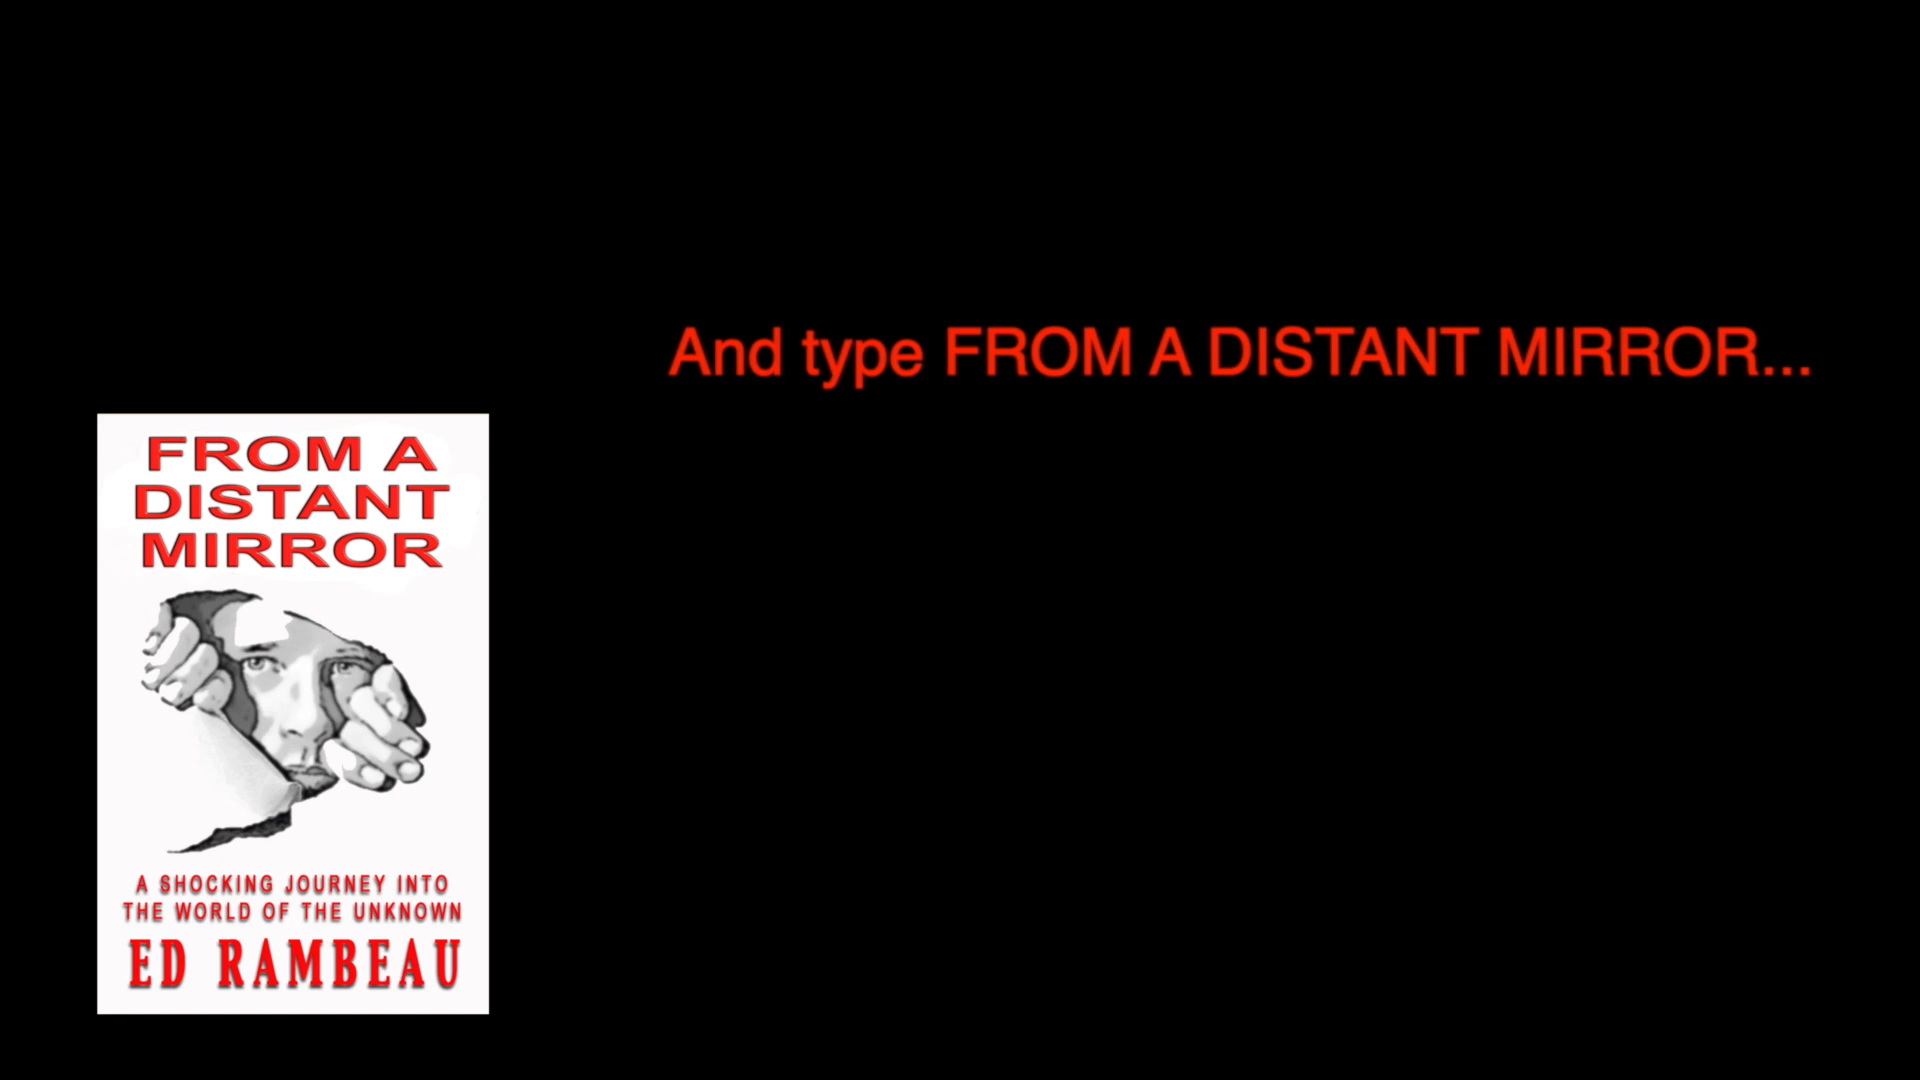 And type FROM A DISTANT MIRROR...
FROM A
DISTANT
MIRROR
A SHOCKING JOURNEY INTO
THE WORLD OF THE UNKNOWN
ED RAMBEAU